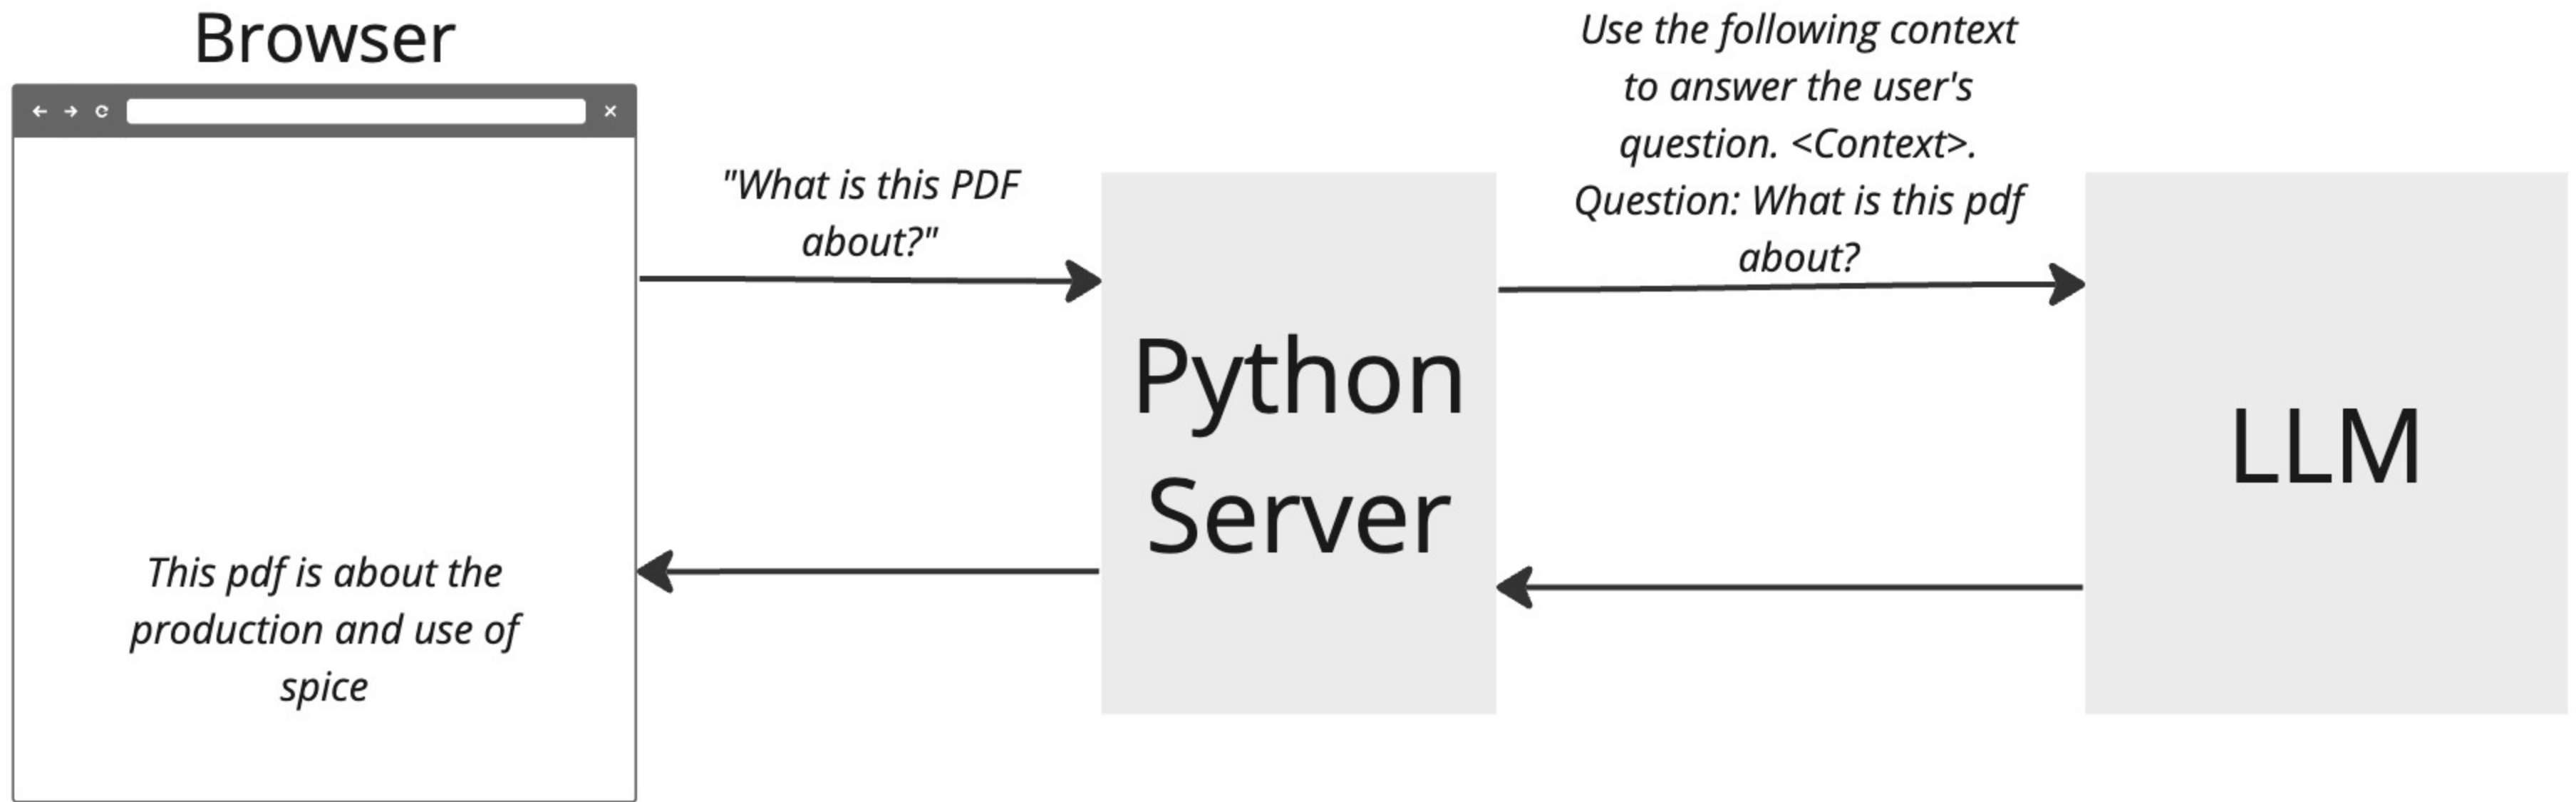 Browser
"What is this PDF
about?"
Use the following context
to answer the user's
question. <Context>.
Question: What is this pdf
about?
Python
Server
LLM
This pdf is about the
production and use of
spice